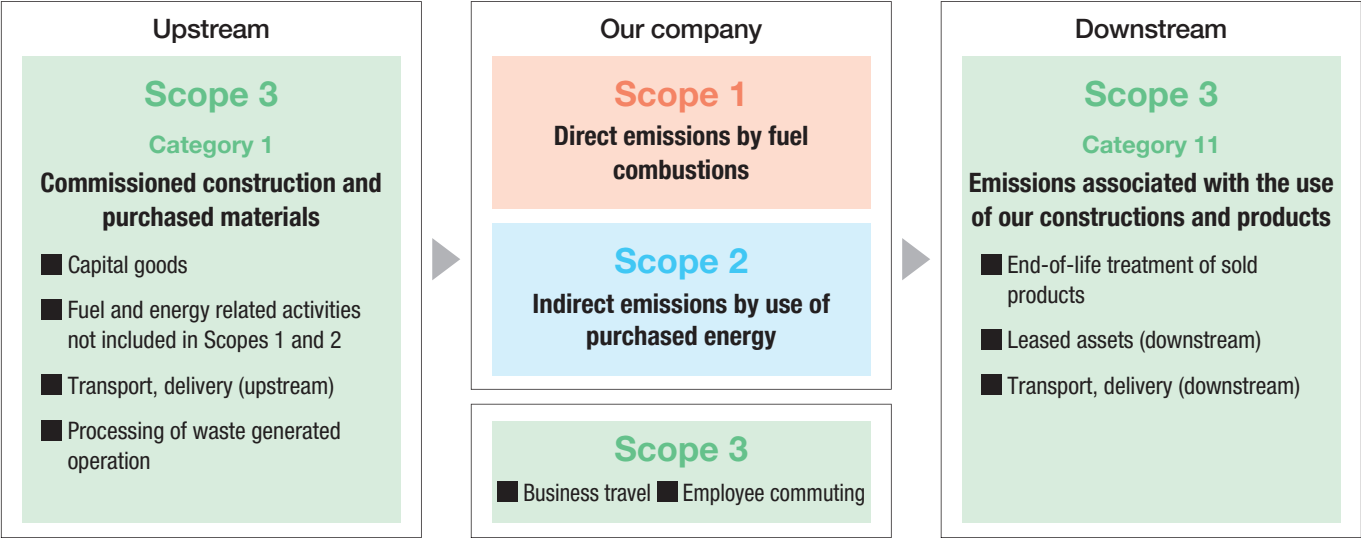 Upstream
Scope 3
Category 1
Commissioned construction and
purchased materials
■ Capital goods
■ Fuel and energy related activities
not included in Scopes 1 and 2
■ Transport, delivery (upstream)
■ Processing of waste generated
operation
Our company
Scope 1
Direct emissions by fuel
combustions
Scope 2
Indirect emissions by use of
purchased energy
Scope 3
■ Business travel ■ Employee commuting
Downstream
Scope 3
Category 11
Emissions associated with the use
of our constructions and products
■ End-of-life treatment of sold
products
■ Leased assets (downstream)
■ Transport, delivery (downstream)